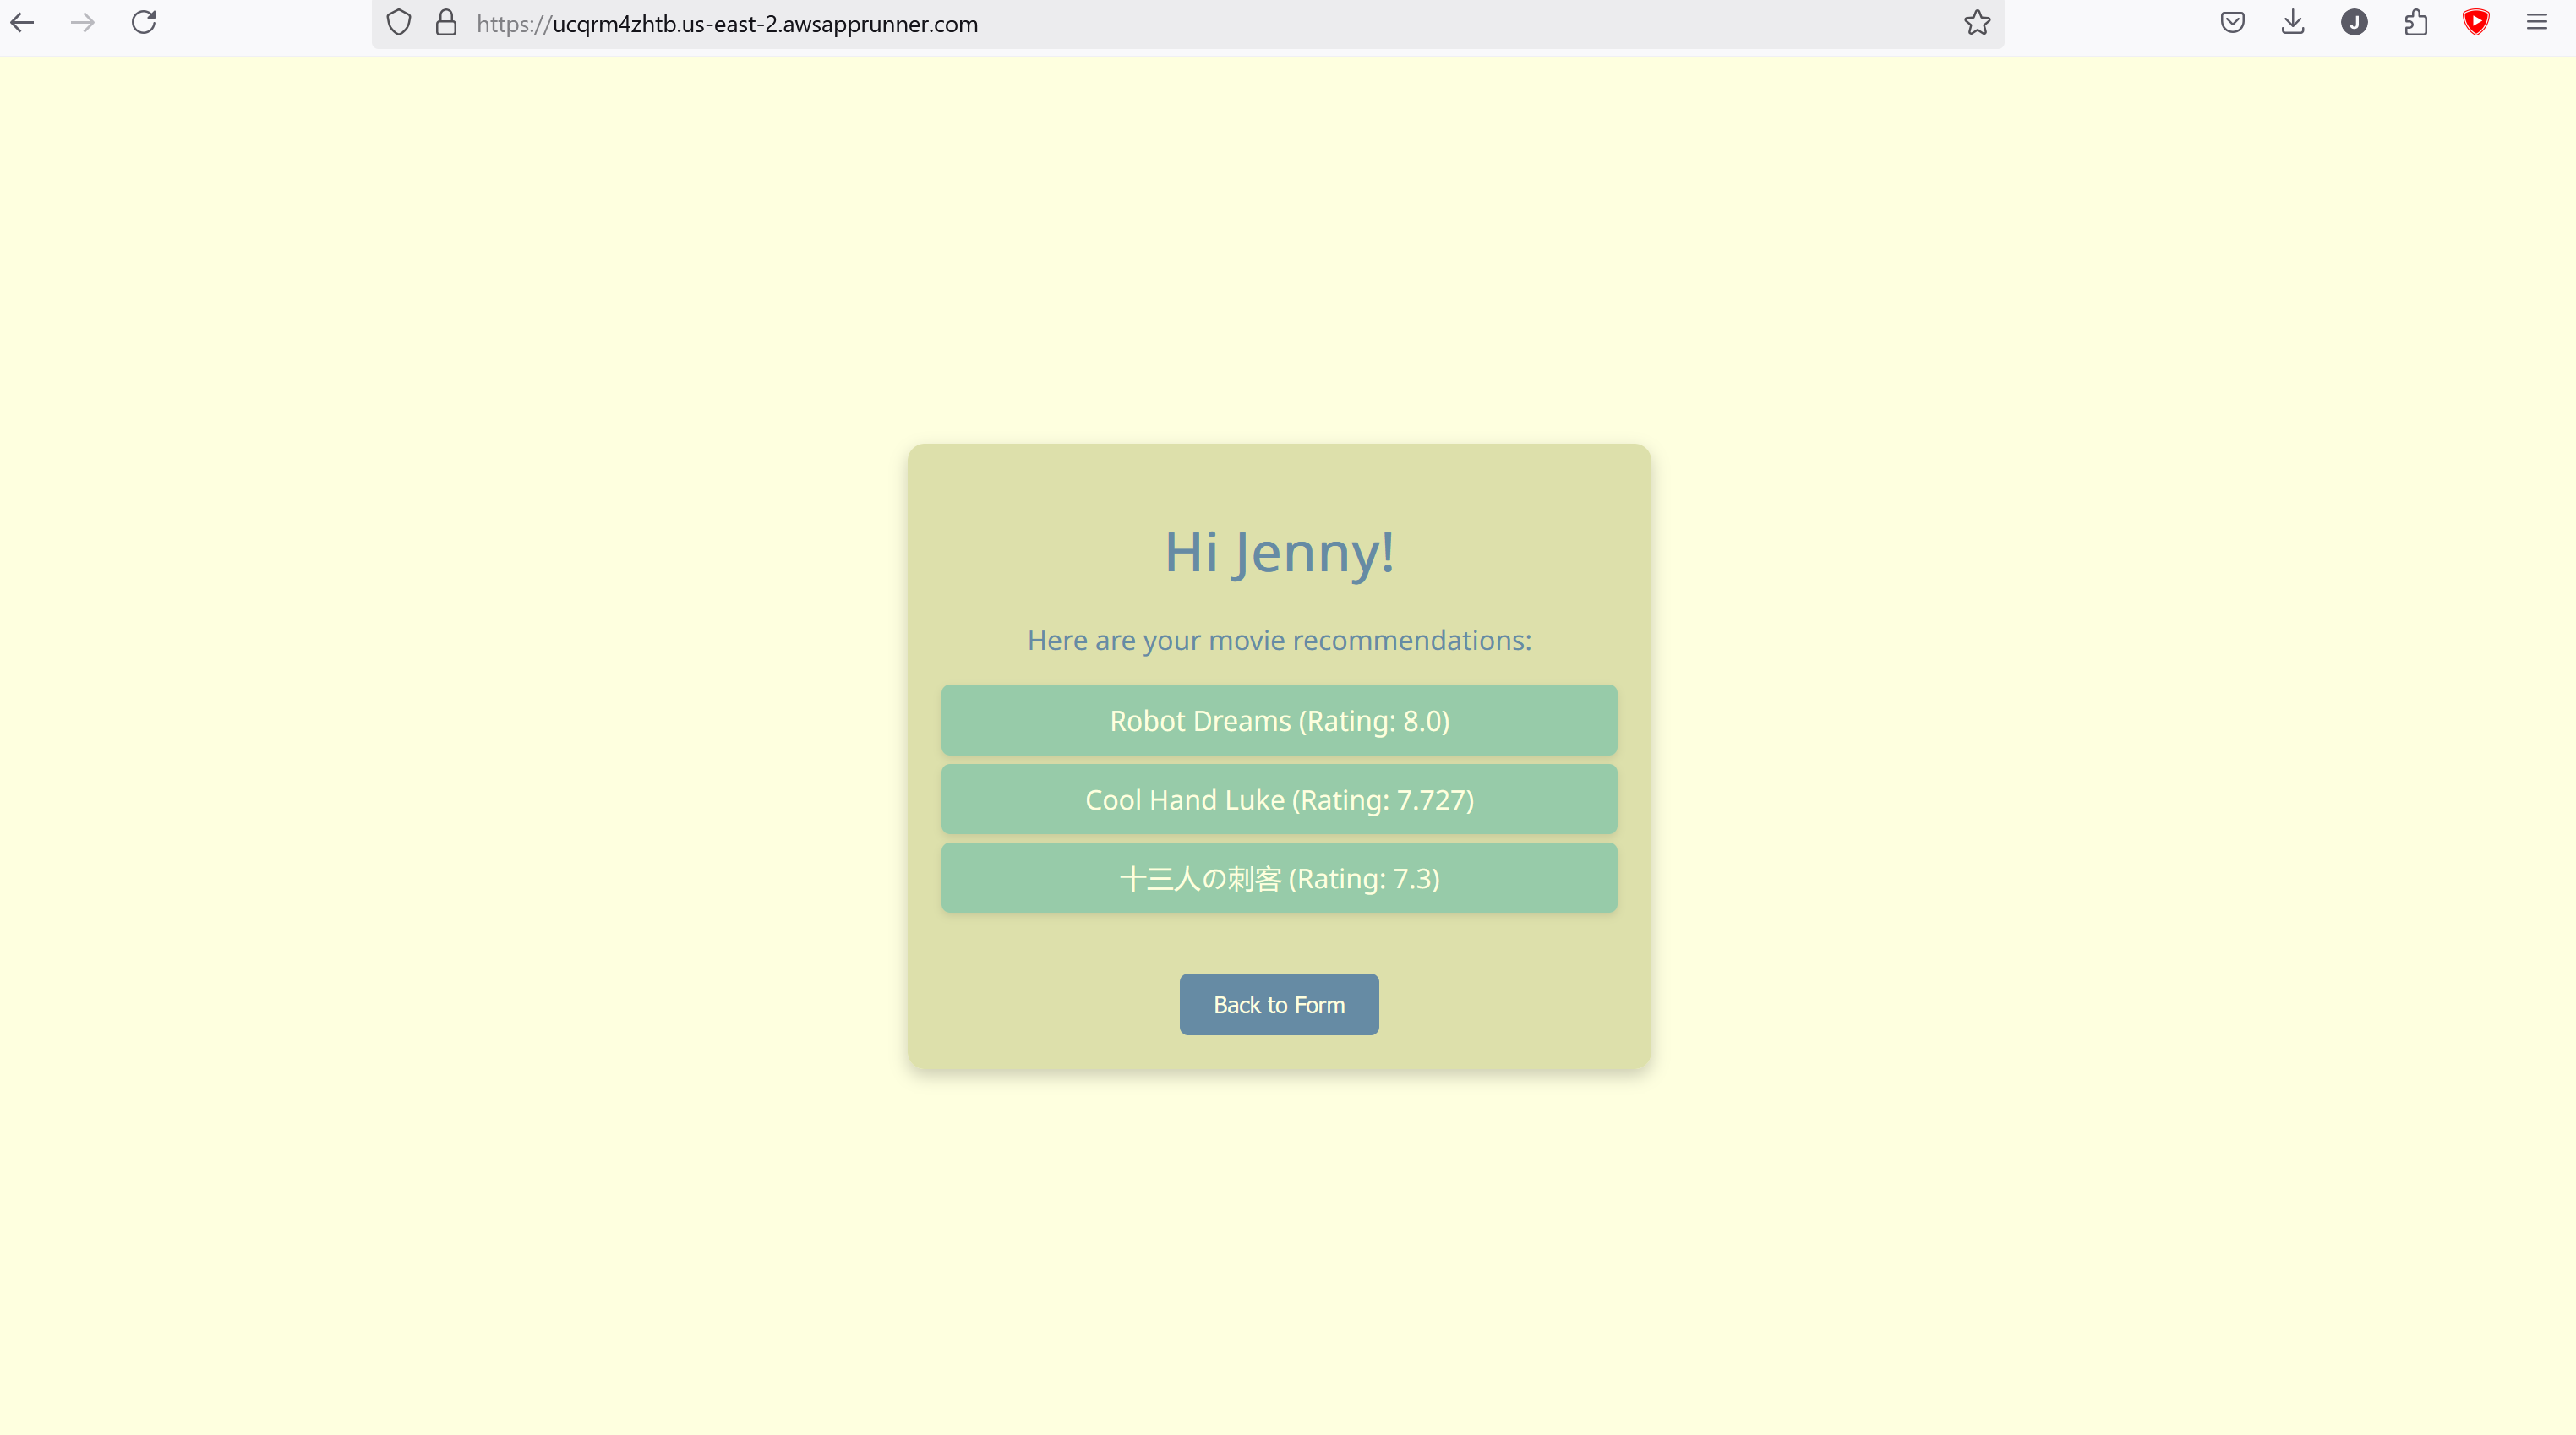 https://ucqrm4zhtb.us-east-2.awsapprunner.com
J
Hi Jenny!
Here are your movie recommendations:
Robot Dreams (Rating: 8.0)
Cool Hand Luke (Rating: 7.727)
十三人の刺客 (Rating: 7.3)
Back to Form